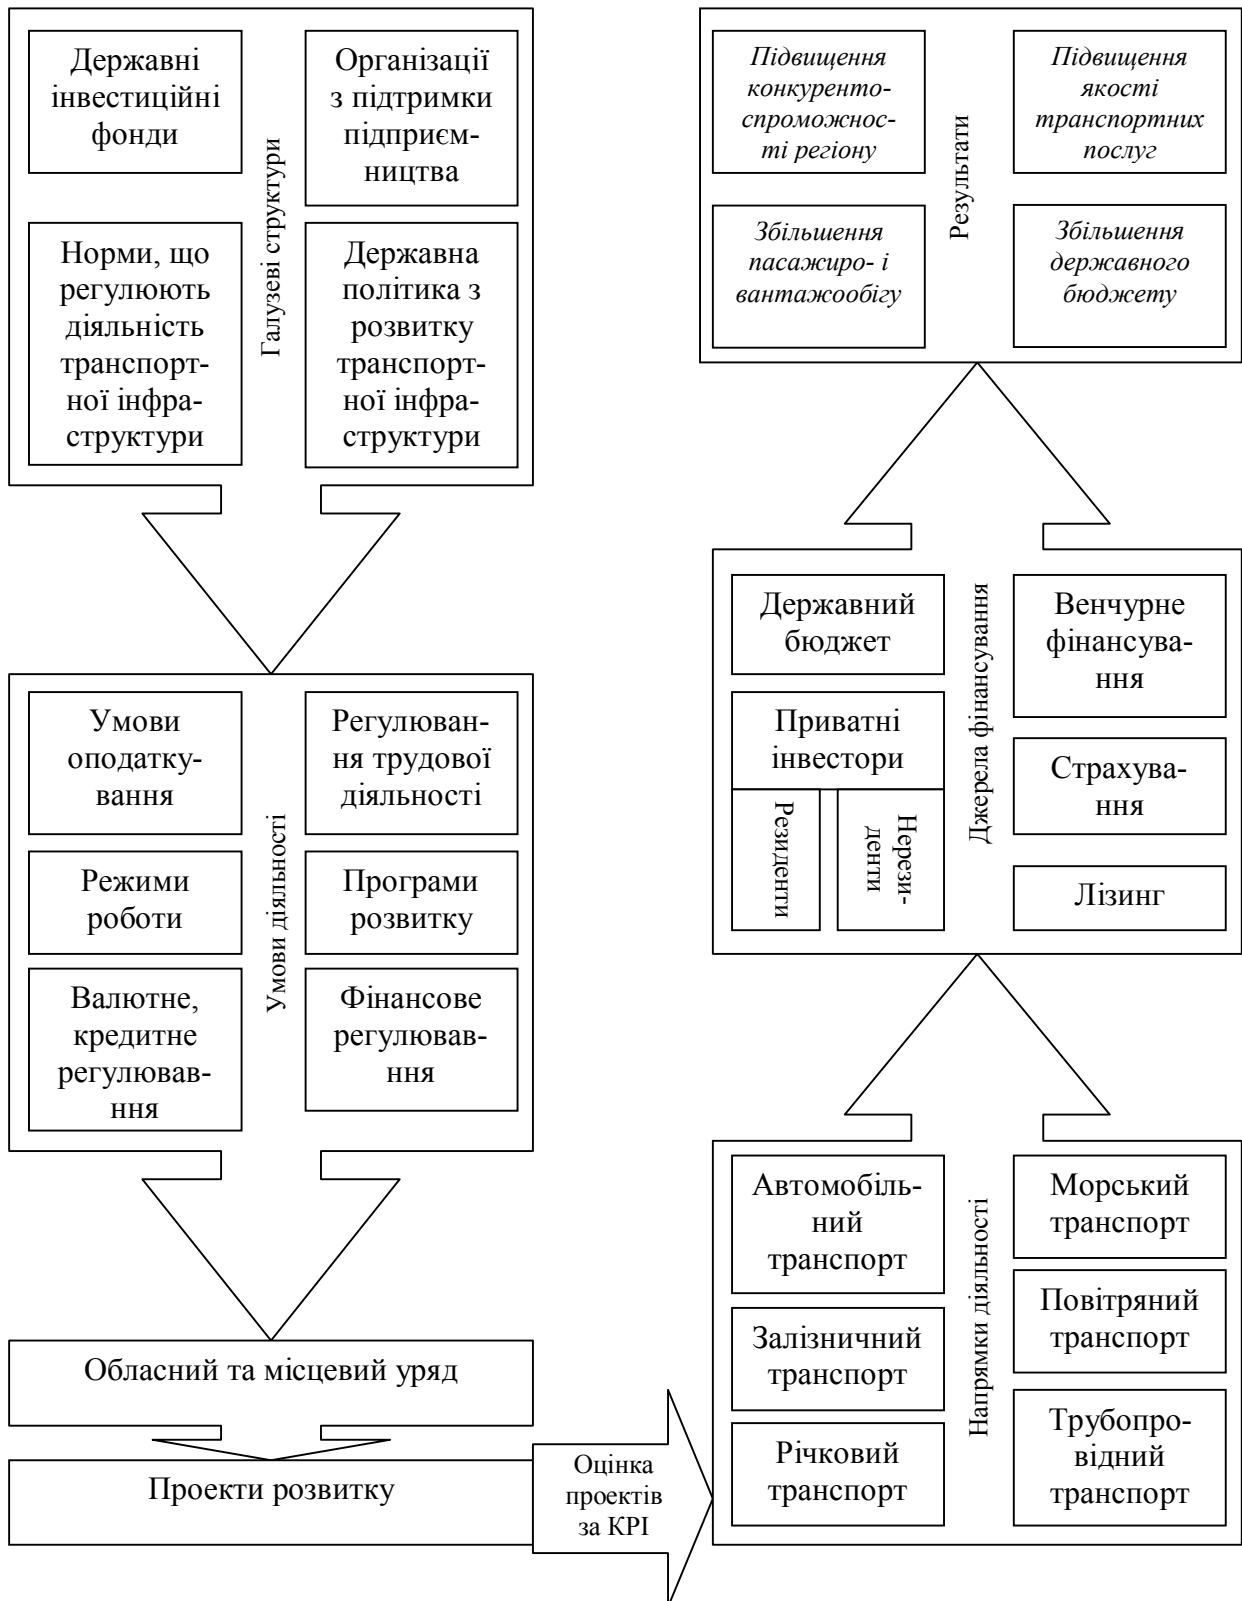 Державні
інвестиційні
фонди
Організації
з підтримки
підприєм-
ництва
Галузеві структури
Норми, що
регулюють
діяльність
транспорт-
ної інфра-
структури
Державна
політика з
розвитку
транспорт-
ної інфра-
структури
Умови
оподатку-
вання
Регулюван-
ня трудової
діяльності
Умови діяльності
Режими
роботи
Програми
розвитку
Валютне,
кредитне
регулював-
ння
Фінансове
регулював-
ння
Обласний та місцевий уряд
Проекти розвитку
Оцінка
проектів
за КРІ
Підвищення
конкуренто-
спроможнос-
ті регіону
Підвищення
якості
транспортних
послуг
Результати
Збільшення
пасажиро- і
вантажообігу
Збільшення
державного
бюджету
Державний
бюджет
Венчурне
фінансува-
ння
Джерела фінансування
Приватні
інвестори
Резиденти
Нерези-
денти
Страхува-
ння
Лізинг
Автомобіль-
ний
транспорт
Морський
транспорт
Напрямки діяльності
Залізничний
транспорт
Повітряний
транспорт
Річковий
транспорт
Трубопро-
відний
транспорт